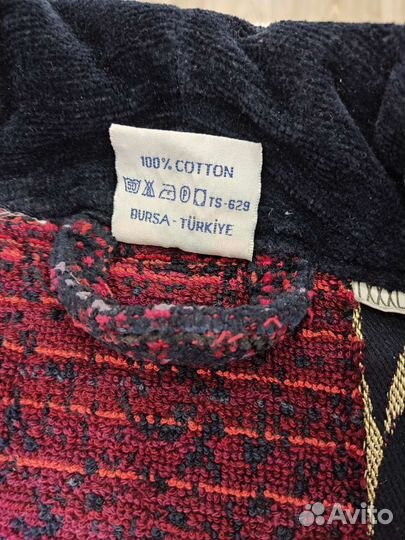 100% COTTON
TS-629
BURSA - TÜRKİYE
Avito